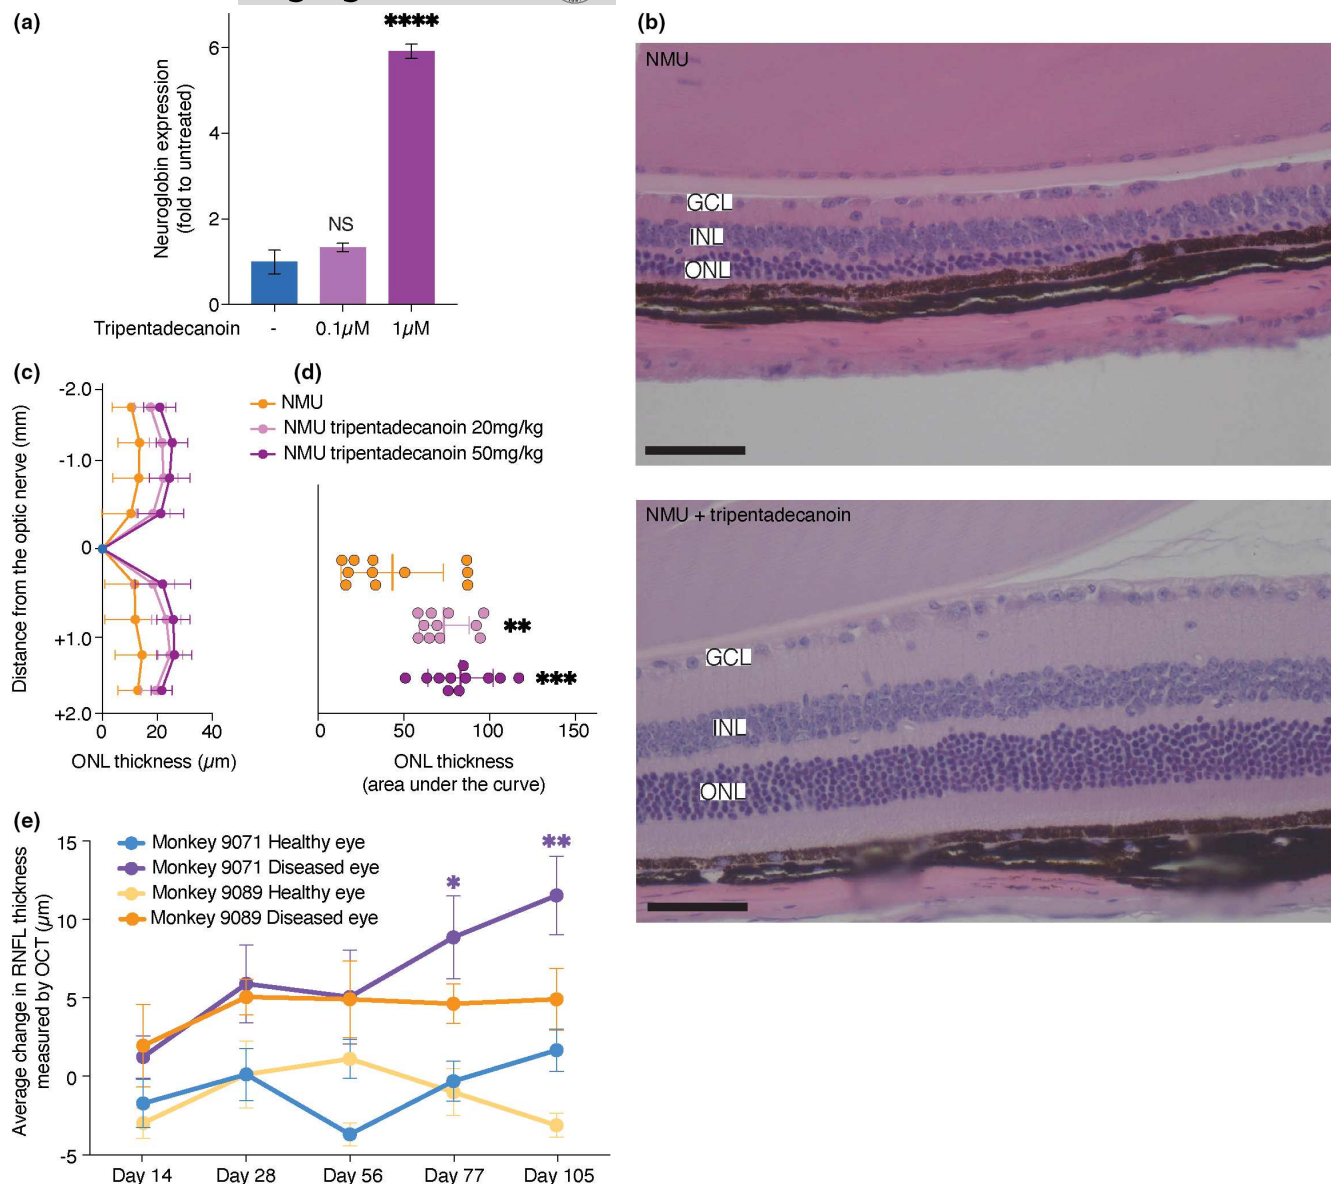 (a)
6
4
2
0
Neuroglobin expression
(fold to untreated)
NS
****
Tripentadecanoin - 0.1µM 1µM
(b)
NMU
GCL
INL
ONL
NMU + tripentadecanoin
GCL
INL
ONL
(c)
-2.0
-1.0
0
+1.0
+2.0
Distance from the optic nerve (mm)
0 20 40
ONL thickness (µm)
(d)
NMU
NMU tripentadecanoin 20mg/kg
NMU tripentadecanoin 50mg/kg
**
***
0 50 100 150
ONL thickness
(area under the curve)
(e)
15
10
5
0
-5
Average change in RNFL thickness
measured by OCT (µm)
Monkey 9071 Healthy eye
Monkey 9071 Diseased eye
Monkey 9089 Healthy eye
Monkey 9089 Diseased eye
*
**
Day 14 Day 28 Day 56 Day 77 Day 105